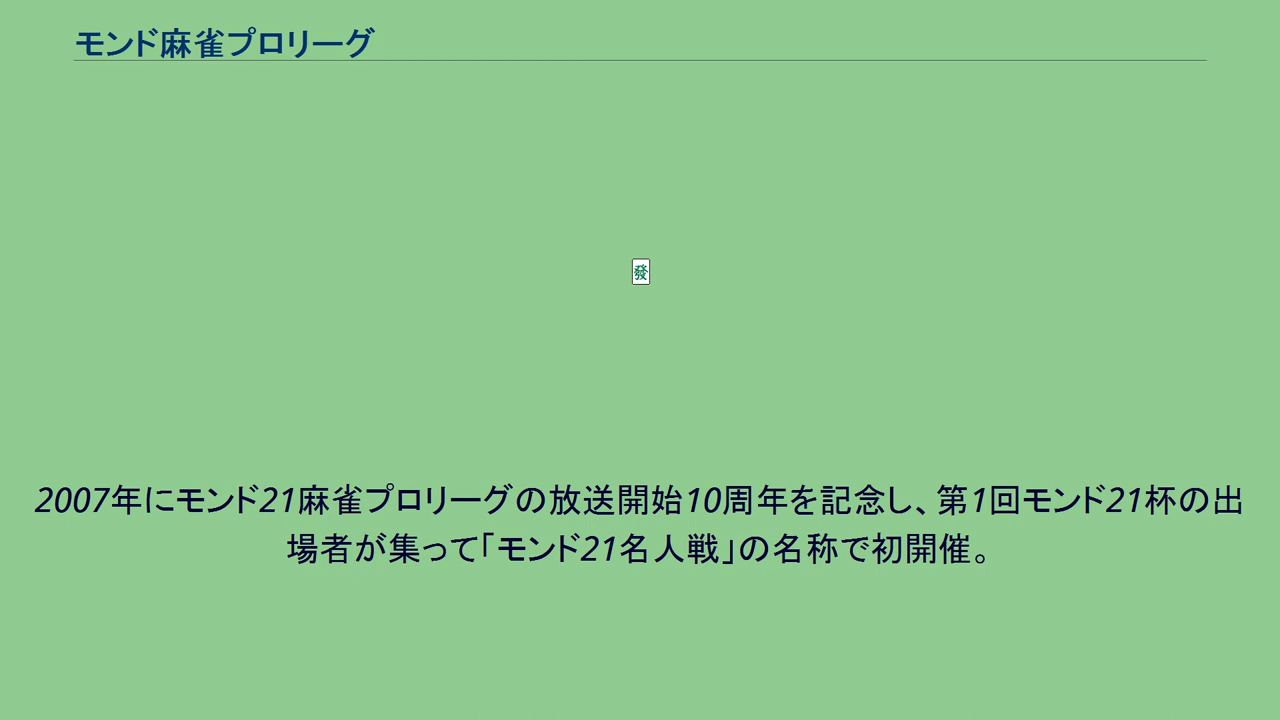 モンド麻雀プロリーグ
發
2007年にモンド21麻雀プロリーグの放送開始10周年を記念し、第1回モンド21杯の出
場者が集って「モンド21名人戦」の名称で初開催。